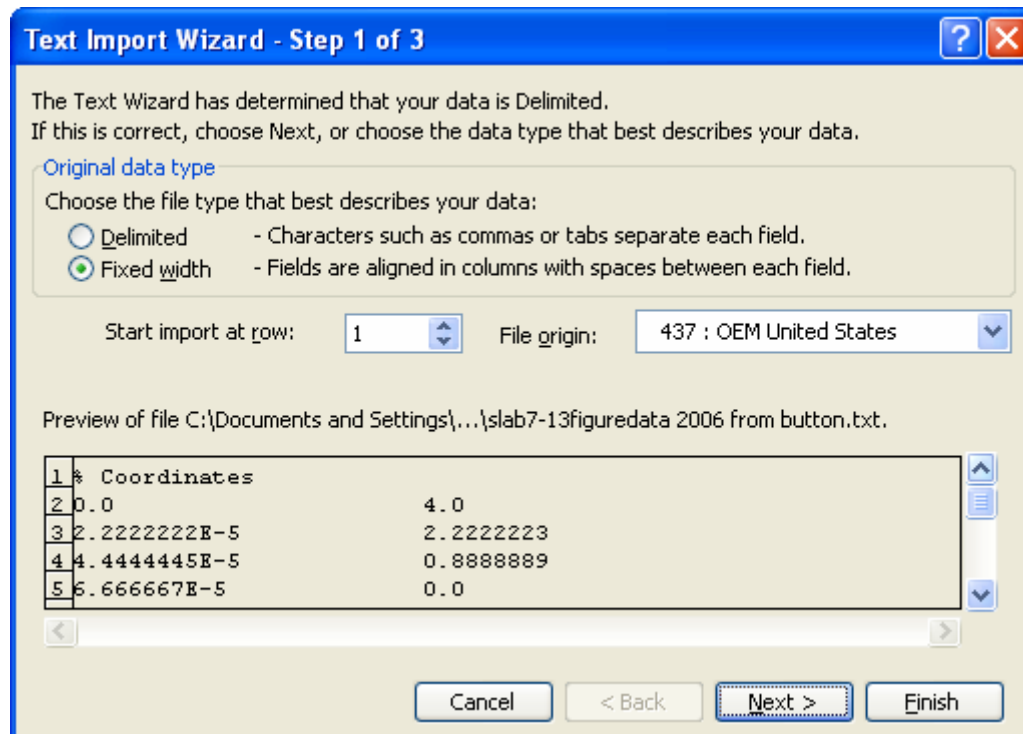 Text Import Wizard - Step 1 of 3
The Text Wizard has determined that your data is Delimited.
If this is correct, choose Next, or choose the data type that best describes your data.
Original data type
Choose the file type that best describes your data:
Delimited - Characters such as commas or tabs separate each field.
Fixed width - Fields are aligned in columns with spaces between each field.
Start import at row: 1 File origin: 437 : OEM United States
Preview of file C:\Documents and Settings\...\slab7-13figuredata 2006 from button.txt.
1 % Coordinates
2 0.0 4.0
3 2.2222222E-5 2.2222223
4 4.4444445E-5 0.8888889
5 6.666667E-5 0.0
Cancel < Back Next > Finish